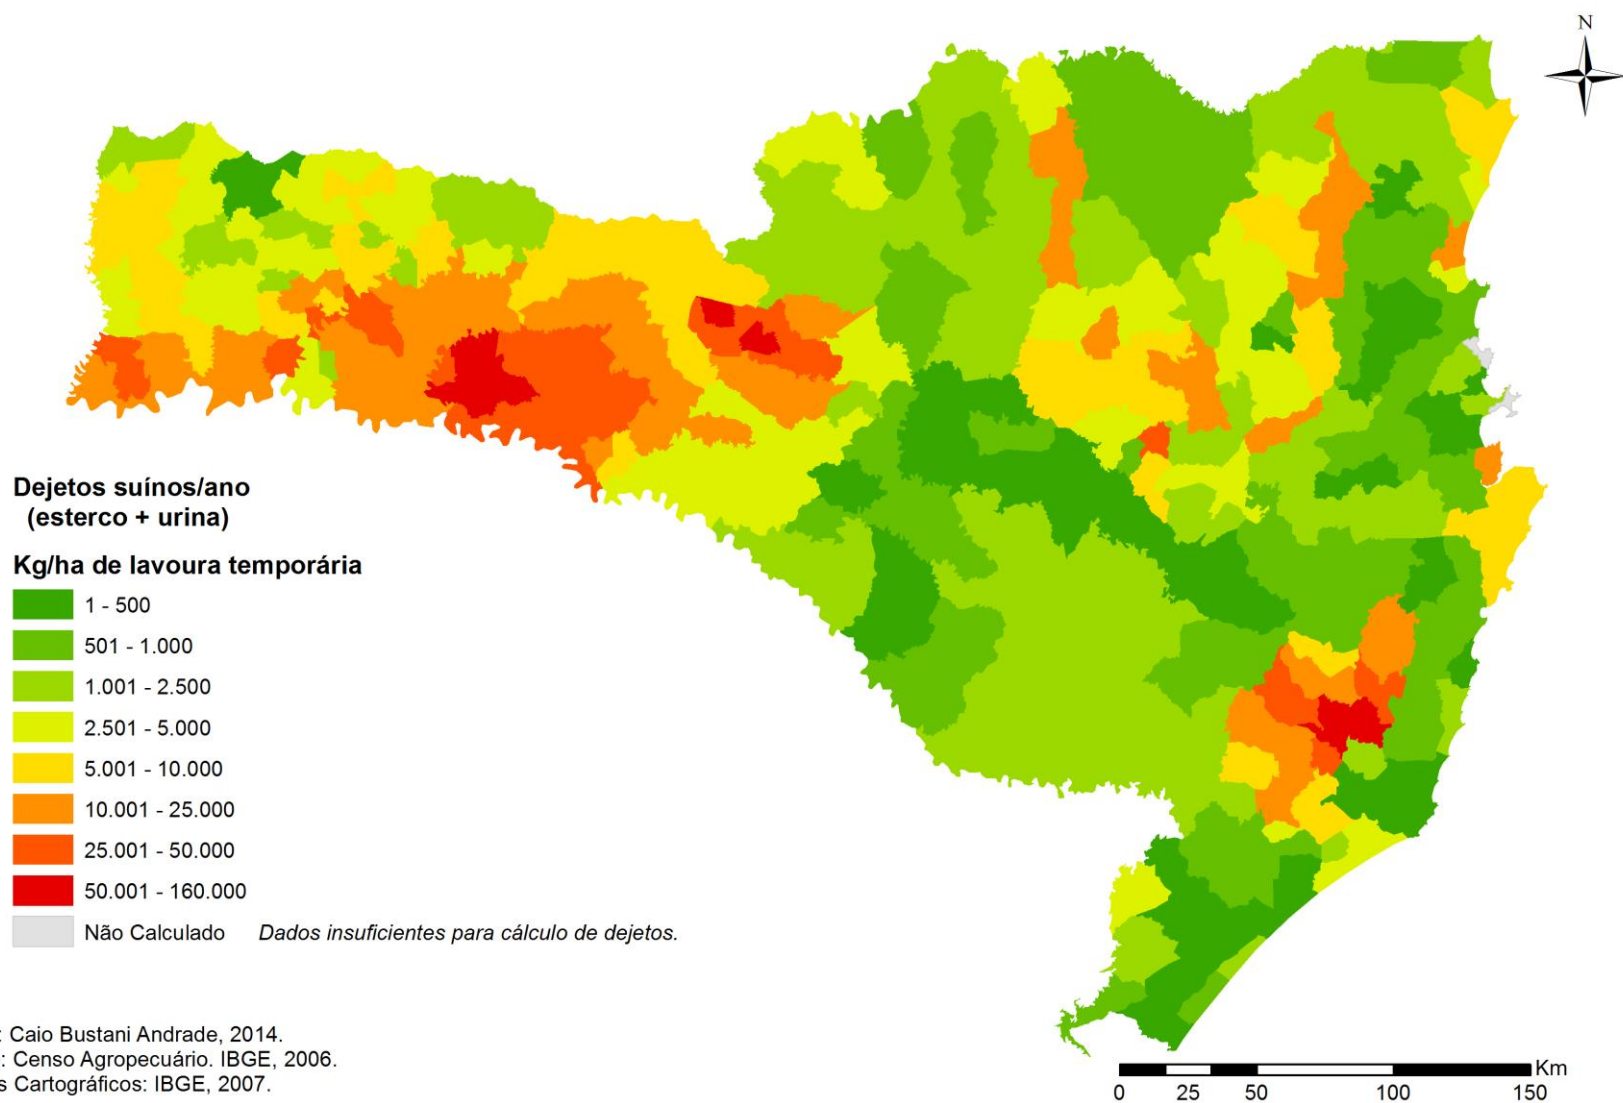 N
Dejetos suínos/ano
(esterco + urina)
Kg/ha de lavoura temporária
1 - 500
501 - 1.000
1.001 - 2.500
2.501 - 5.000
5.001 - 10.000
10.001 - 25.000
25.001 - 50.000
50.001 - 160.000
Não Calculado Dados insuficientes para cálculo de dejetos.
: Caio Bustani Andrade, 2014.
: Censo Agropecuário. IBGE, 2006.
s Cartográficos: IBGE, 2007.
Km
0 25 50 100 150